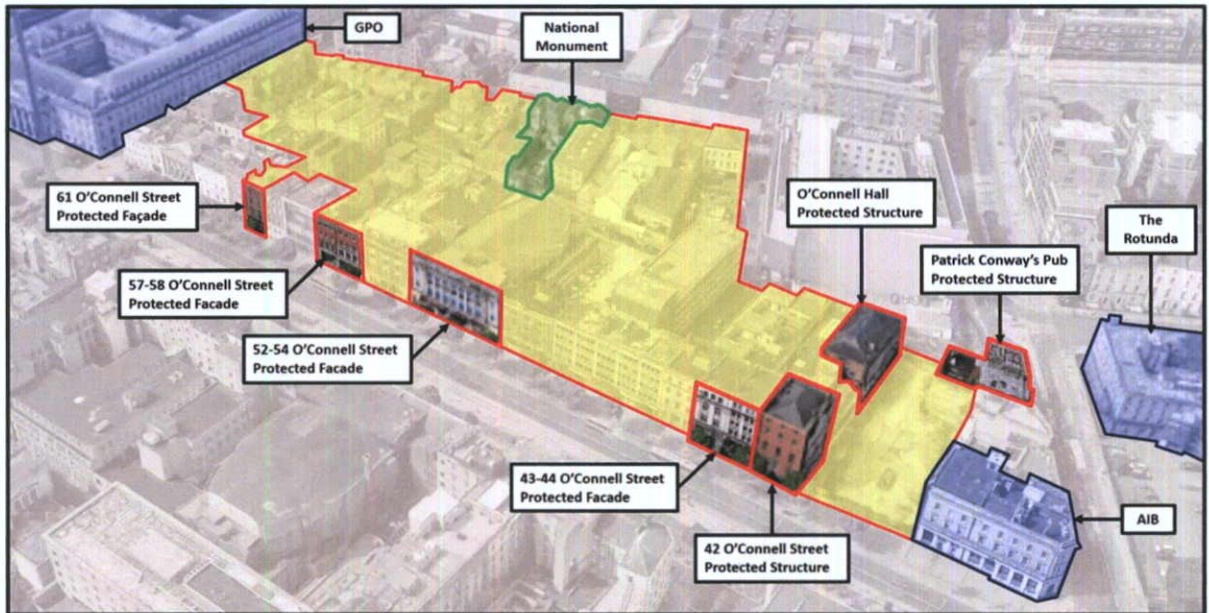 GPO
National
Monument
61 O'Connell Street
Protected Façade
O'Connell Hall
Protected Structure
The
Rotunda
Patrick Conway's Pub
Protected Structure
57-58 O'Connell Street
Protected Facade
52-54 O'Connell Street
Protected Facade
43-44 O'Connell Street
Protected Facade
AIB
42 O'Connell Street
Protected Structure